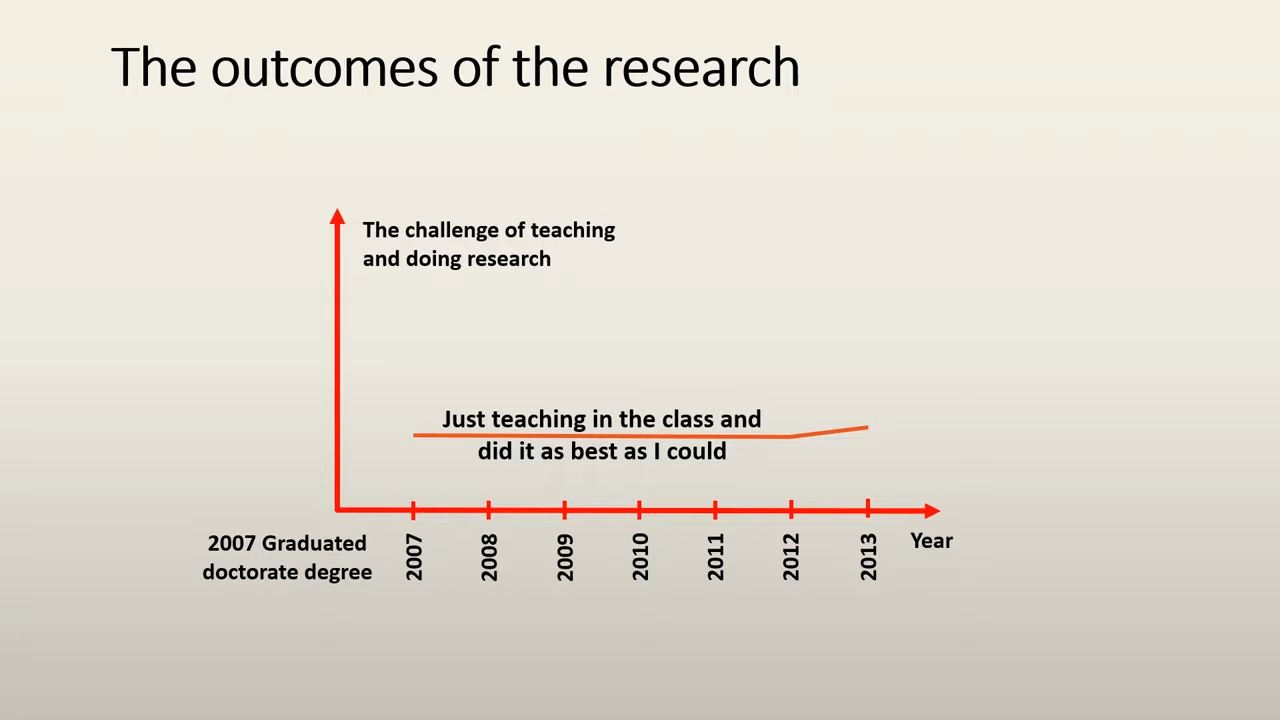 The outcomes of the research
The challenge of teaching
and doing research
Just teaching in the class and
did it as best as I could
2007 Graduated
doctorate degree
2007
2008
2009
2010
2011
2012
2013
Year